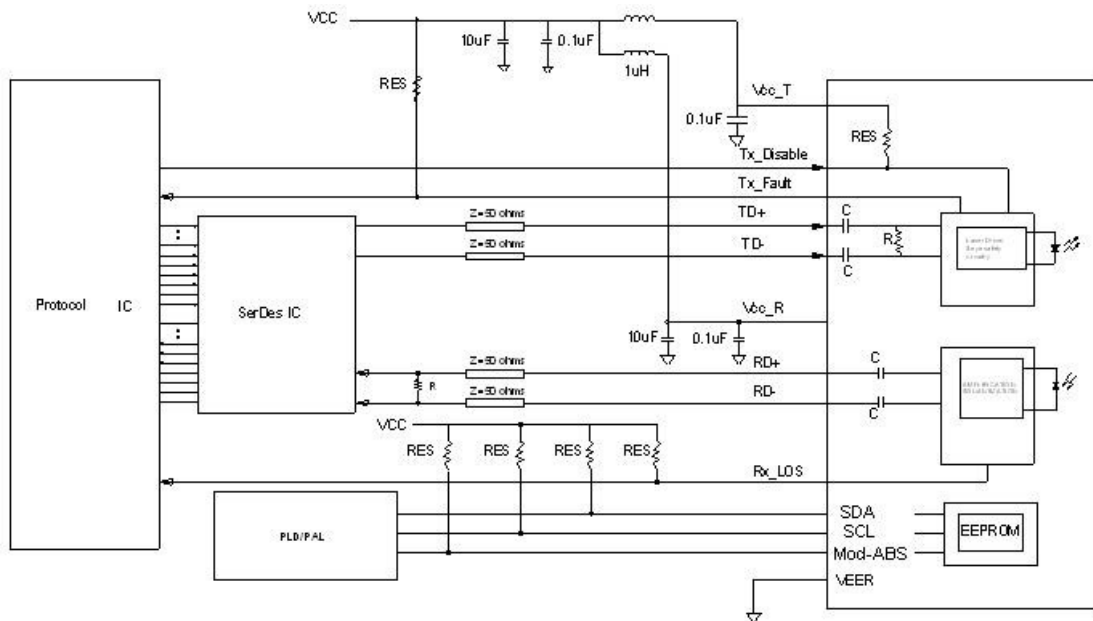 VCC
10uF
0.1uF
1uH
RES
Vcc_T
0.1uF
RES
Tx_Disable
Tx_Fault
Z=50 ohms
TD+
C
R
Z=50 ohms
TD-
C
Laser Driver
Protocol IC
SerDes IC
Vcc_R
10uF
0.1uF
Z=50 ohms
RD+
C
R
Z=50 ohms
RD-
C
VCC
RES
RES
RES
RES
Rx_LOS
PLD/PAL
SDA
SCL
EEPROM
Mod-ABS
VEER